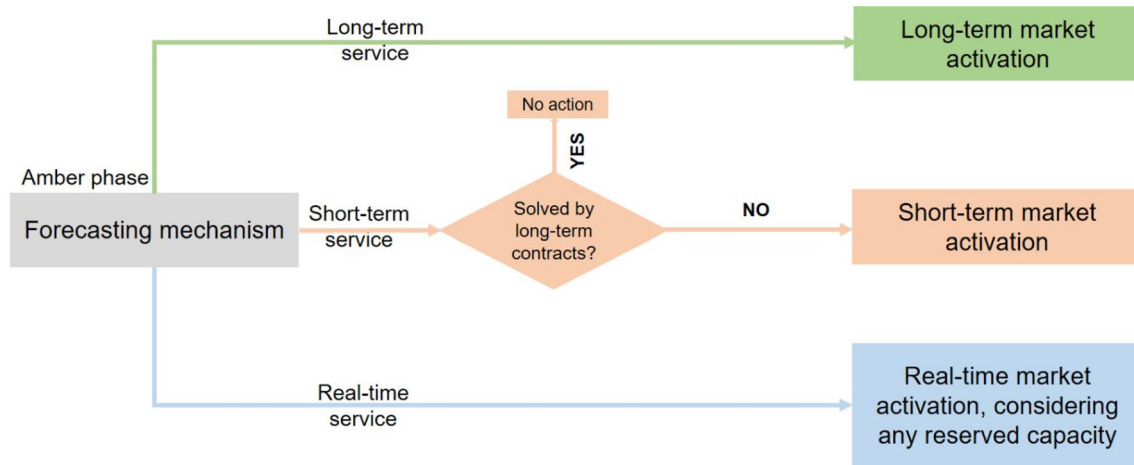 Long-term
service
Long-term market
activation
No action
YES
Amber phase
Forecasting mechanism
Short-term
service
Solved by
long-term
contracts?
NO
Short-term market
activation
Real-time
service
Real-time market
activation, considering
any reserved capacity